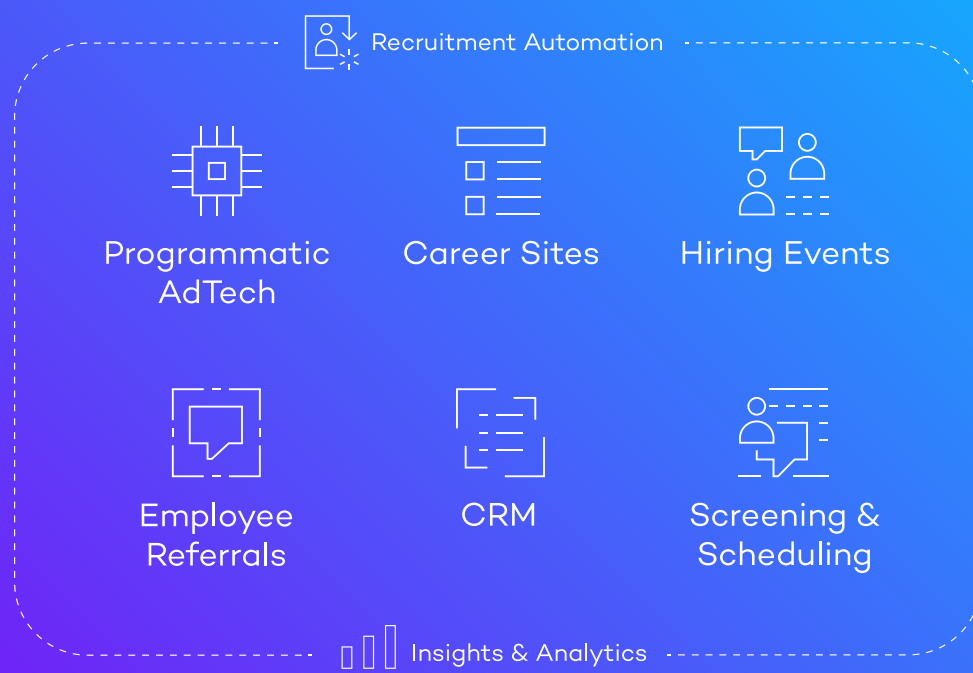 Recruitment Automation
Programmatic
AdTech
Career Sites
Hiring Events
Employee
Referrals
CRM
Screening &
Scheduling
Insights & Analytics